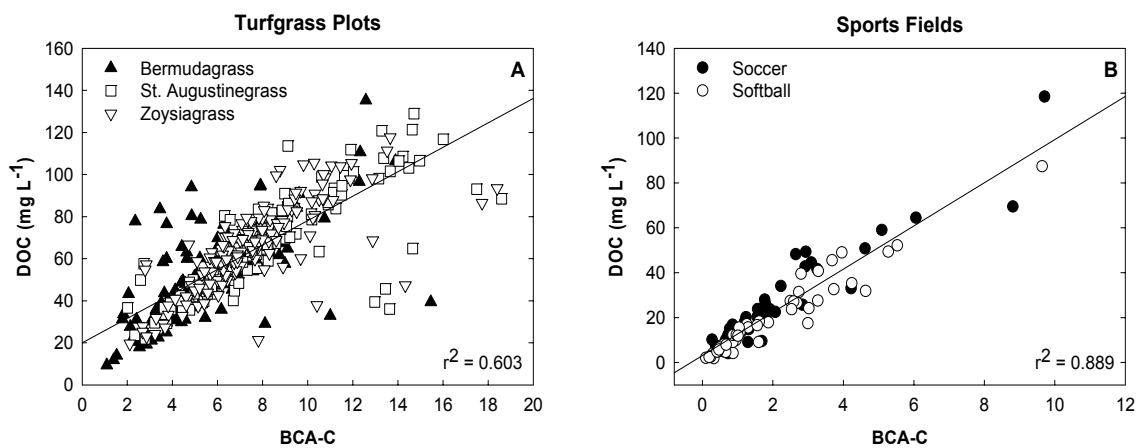 Turfgrass Plots
A
▲ Bermudagrass
□ St. Augustinegrass
▽ Zoysiagrass
160
140
120
100
80
60
40
20
0
DOC (mg L⁻¹)
r² = 0.603
0 2 4 6 8 10 12 14 16 18 20
BCA-C
Sports Fields
B
● Soccer
○ Softball
140
120
100
80
60
40
20
0
DOC (mg L⁻¹)
r² = 0.889
0 2 4 6 8 10 12
BCA-C